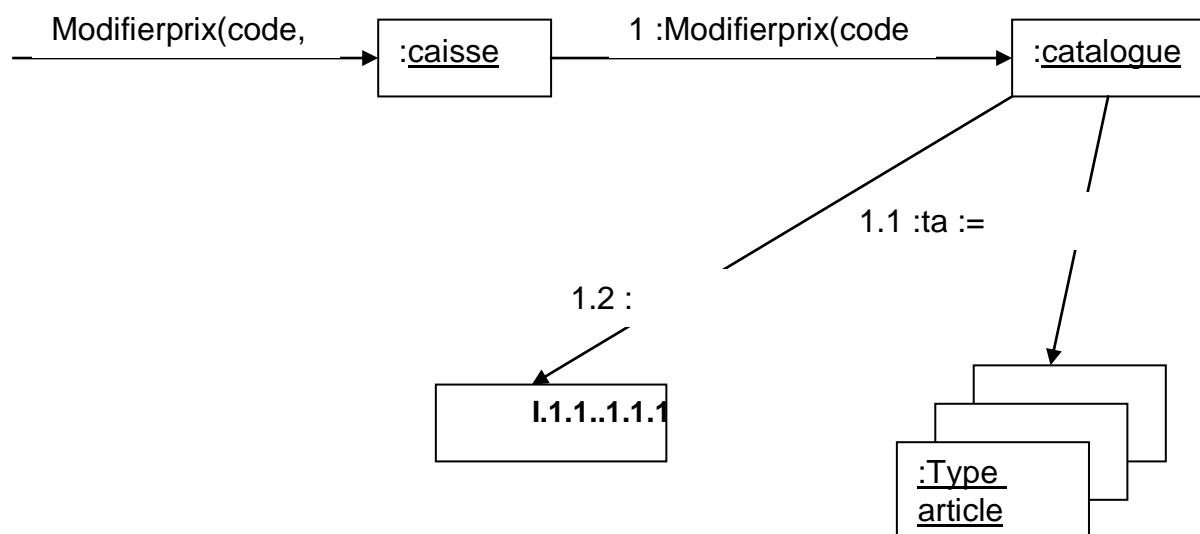 Modifierprix(code,
1 :Modifierprix(code
:caisse
:catalogue
1.1 :ta :=
1.2 :
I.1.1..1.1.1
:Type
article